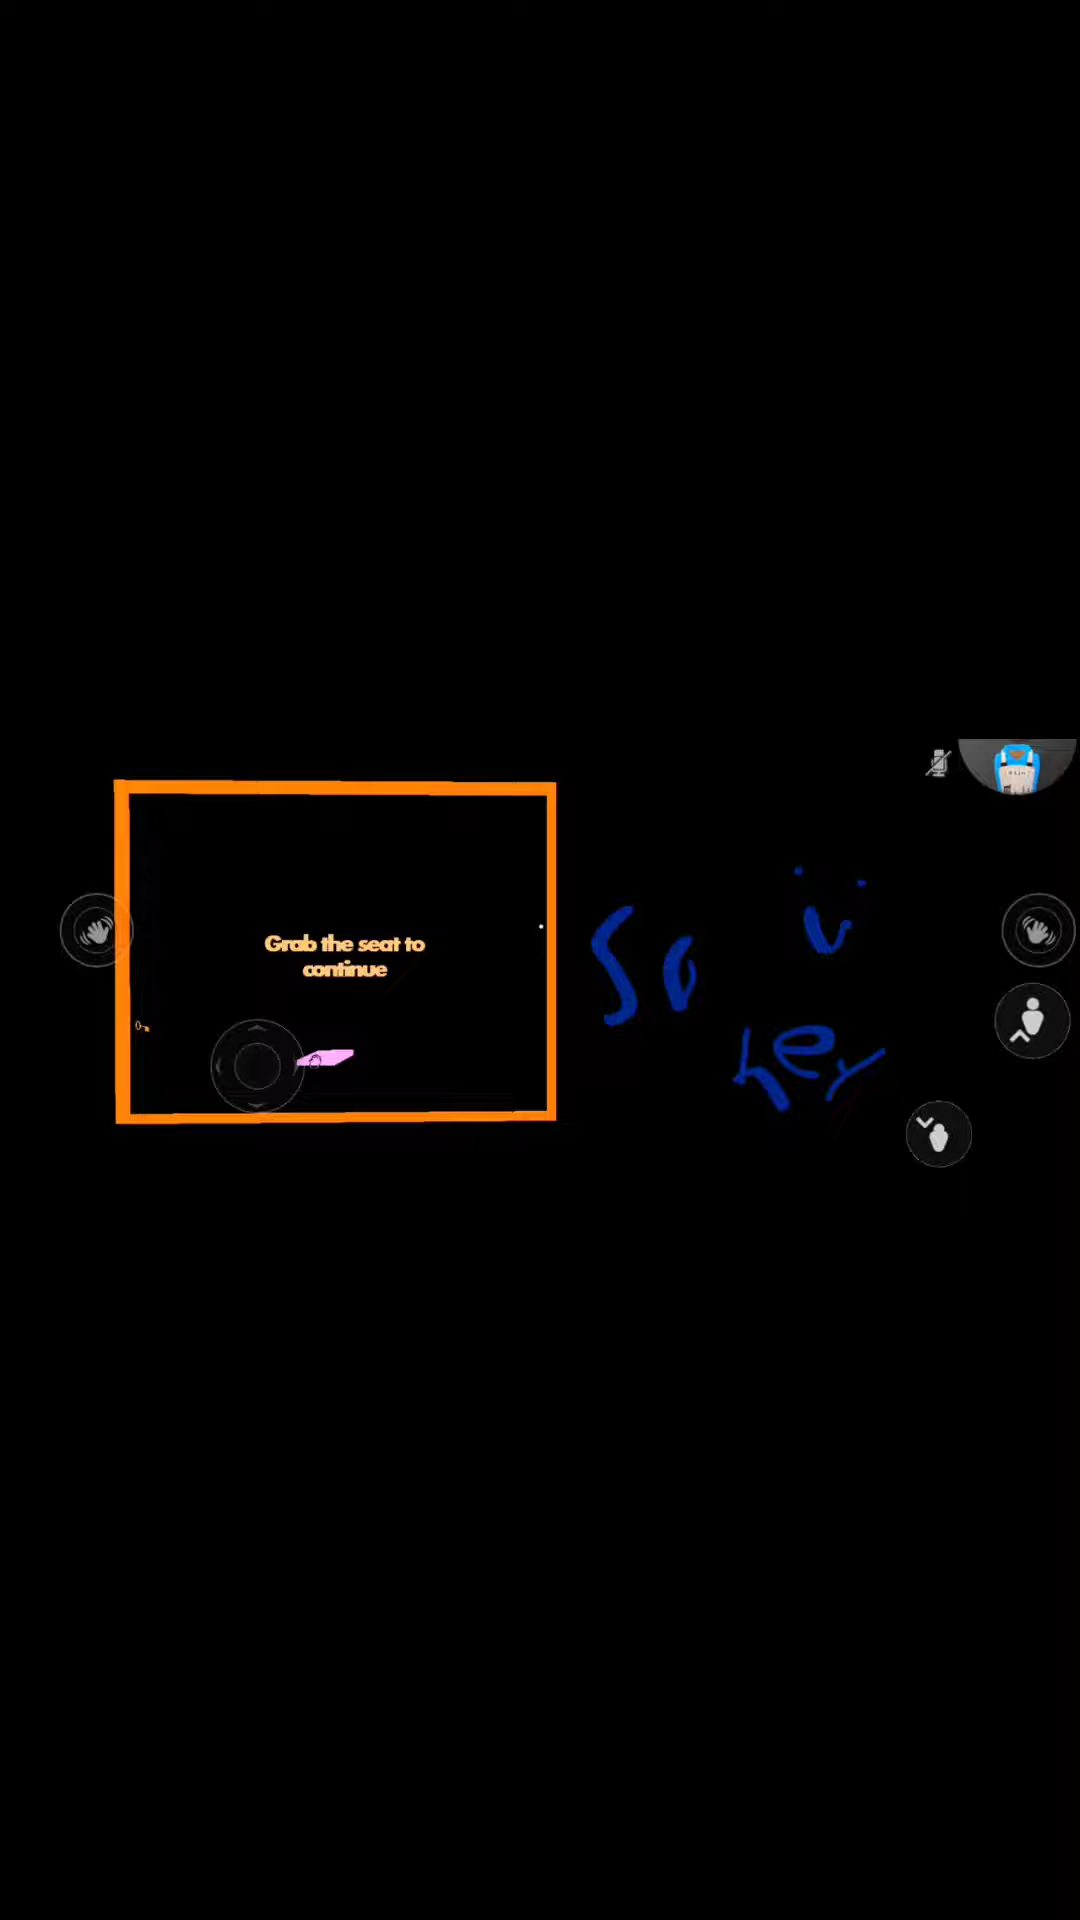 Grab the seat to
continue
So
hey